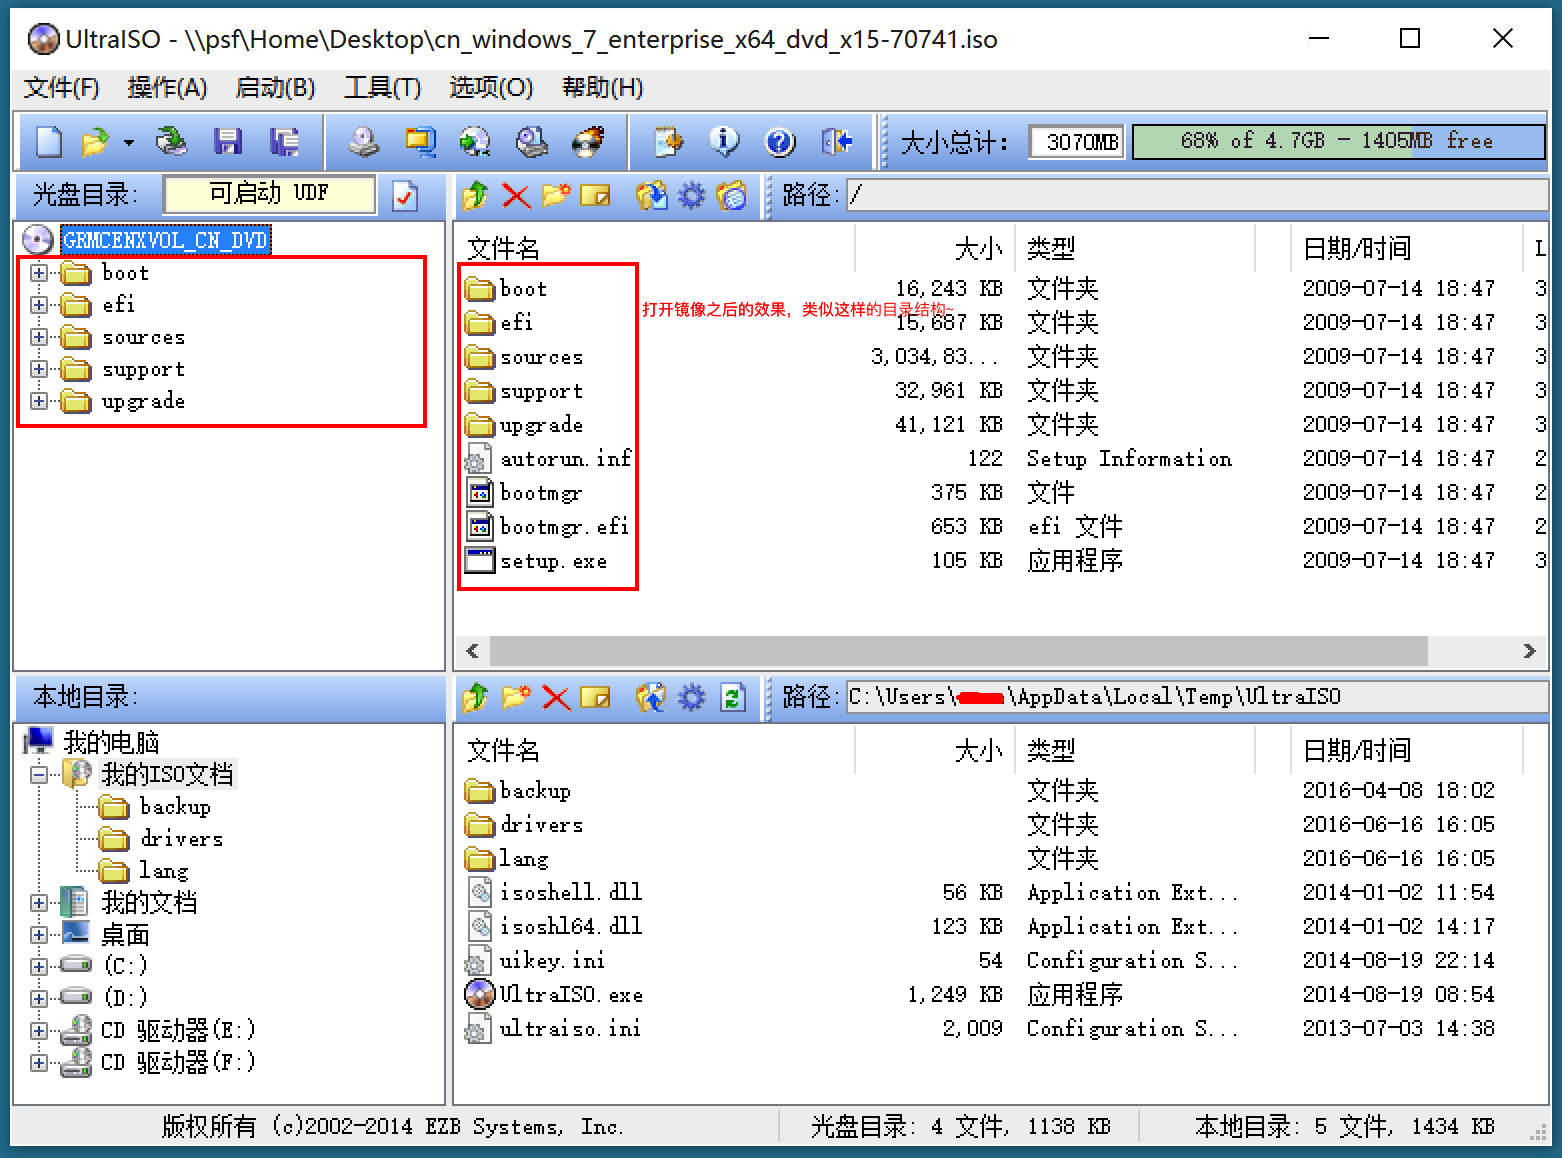 UltraISO - \\psf\Home\Desktop\cn_windows_7_enterprise_x64_dvd_x15-70741.iso
文件(F) 操作(A) 启动(B) 工具(T) 选项(O) 帮助(H)
大小总计: 3070MB 68% of 4.7GB - 1405MB free
光盘目录: 可启动 UDF 路径: /
GRMCENXVOL_CN_DVD
boot
efi
sources
support
upgrade
文件名 大小 类型 日期/时间 L
boot 16,243 KB 文件夹 2009-07-14 18:47 3
打开镜像之后的效果，类似这样的目录结构~
efi 15,687 KB 文件夹 2009-07-14 18:47 3
sources 3,034,83... 文件夹 2009-07-14 18:47 3
support 32,961 KB 文件夹 2009-07-14 18:47 3
upgrade 41,121 KB 文件夹 2009-07-14 18:47 3
autorun.inf 122 Setup Information 2009-07-14 18:47 2
bootmgr 375 KB 文件 2009-07-14 18:47 2
bootmgr.efi 653 KB efi 文件 2009-07-14 18:47 2
setup.exe 105 KB 应用程序 2009-07-14 18:47 3
本地目录: 路径: C:\Users\ \AppData\Local\Temp\UltraISO
我的电脑
我的ISO文档
backup
drivers
lang
我的文档
桌面
(C:)
(D:)
CD 驱动器(E:)
CD 驱动器(F:)
文件名 大小 类型 日期/时间
backup 文件夹 2016-04-08 18:02
drivers 文件夹 2016-06-16 16:05
lang 文件夹 2016-06-16 16:05
isoshell.dll 56 KB Application Ext... 2014-01-02 11:54
isoshl64.dll 123 KB Application Ext... 2014-01-02 14:17
uikey.ini 54 Configuration S... 2014-08-19 22:14
UltraISO.exe 1,249 KB 应用程序 2014-08-19 08:54
ultraiso.ini 2,009 Configuration S... 2013-07-03 14:38
版权所有 (c)2002-2014 EZB Systems, Inc. 光盘目录: 4 文件, 1138 KB 本地目录: 5 文件, 1434 KB